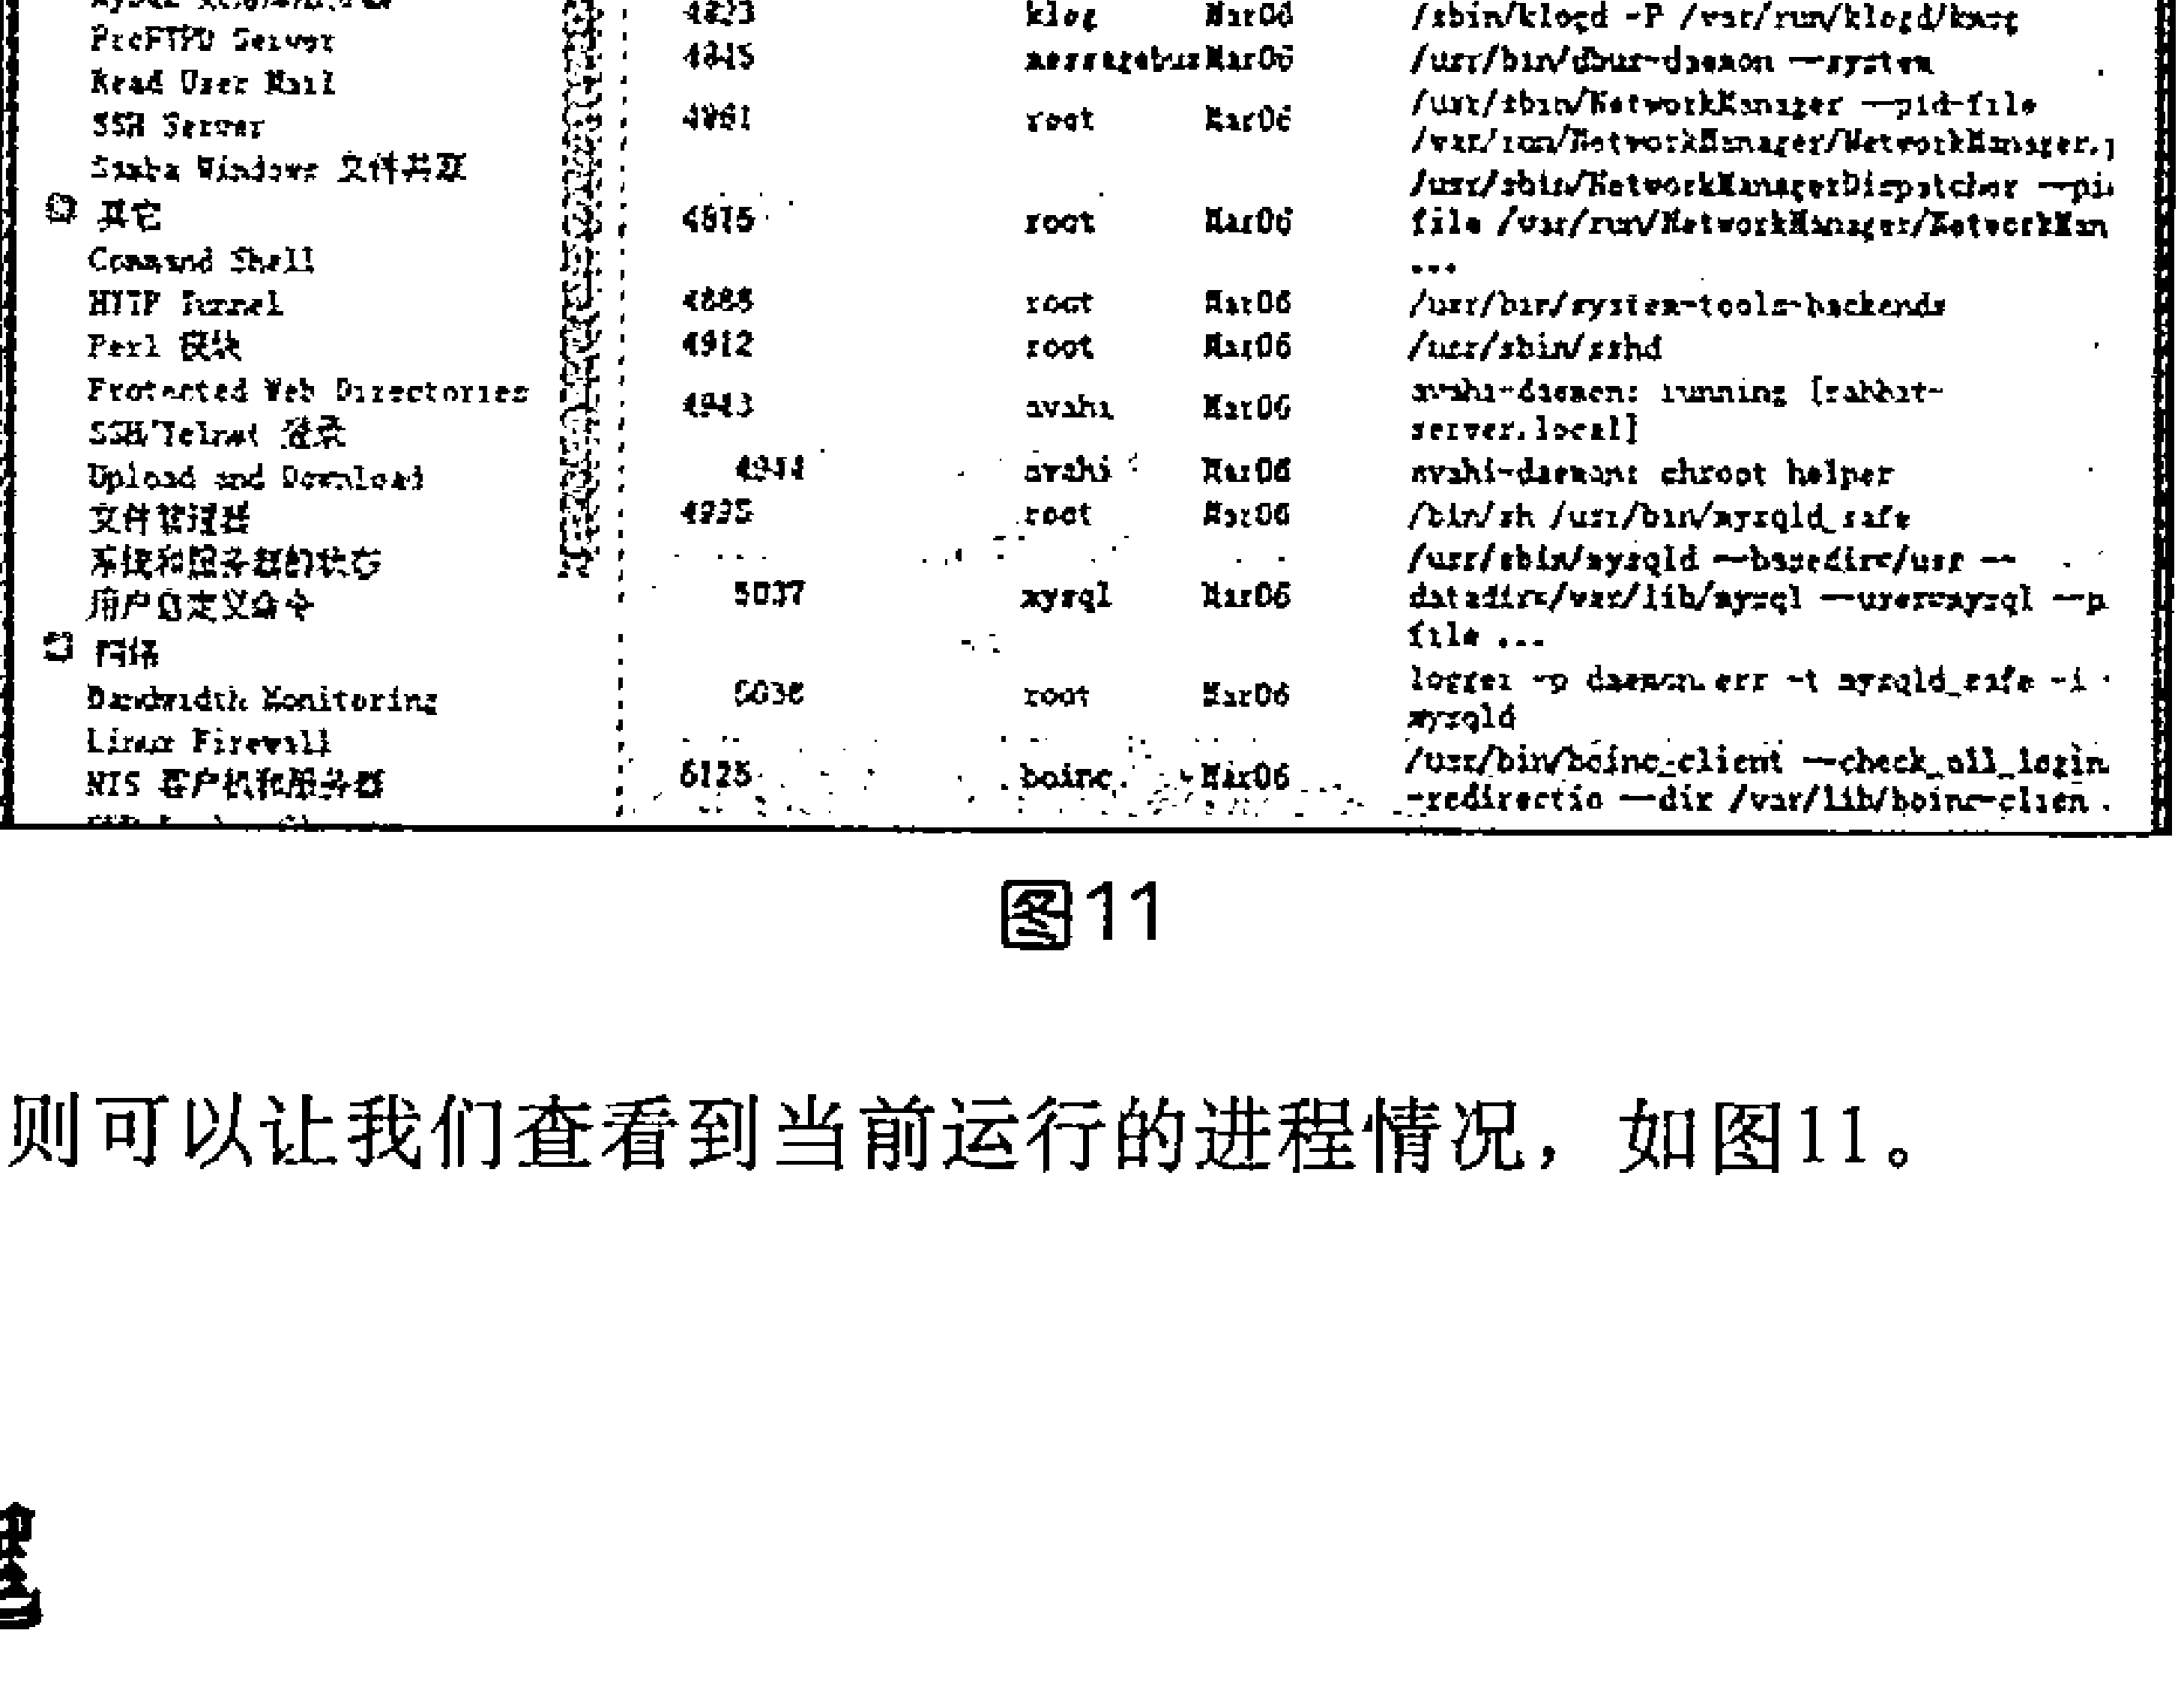 ProFTPD Server
Read User Mail
SSH Server
Samba Windows 文件共享
其它
Command Shell
HTTP Tunnel
Perl 模块
Protected Web Directories
SSH/Telnet 登录
Upload and Download
文件管理器
系统和服务器的状态
用户自定义命令
网络
Bandwidth Monitoring
Linux Firewall
NIS 客户机和服务器
4823 klog Mar06 /sbin/klogd -P /var/run/klogd/kmsg
4845 messagebus Mar06 /usr/bin/dbus-daemon --system
root Mar06 /usr/sbin/NetworkManager --pid-file
/var/run/NetworkManager/NetworkManager.p
/usr/sbin/NetworkManagerDispatcher --pi
root Mar06 file /var/run/NetworkManager/NetworkMan
...
root Mar06 /usr/bin/system-tools-backends
4912 root Mar06 /usr/sbin/sshd
4943 avahi Mar06 avahi-daemon: running [rabbit-
server.local]
4944 avahi Mar06 avahi-daemon: chroot helper
root Mar06 /bin/sh /usr/bin/mysqld_safe
/usr/sbin/mysqld --basedir=/usr --
5037 mysql Mar06 datadir=/var/lib/mysql --user=mysql --p
file ...
5038 root Mar06 logger -p daemon.err -t mysqld_safe -i
mysqld
6125 boinc Mar06 /usr/bin/boinc_client --check_all_login
-redirectio --dir /var/lib/boinc-clien
图11
则可以让我们查看到当前运行的进程情况，如图11。